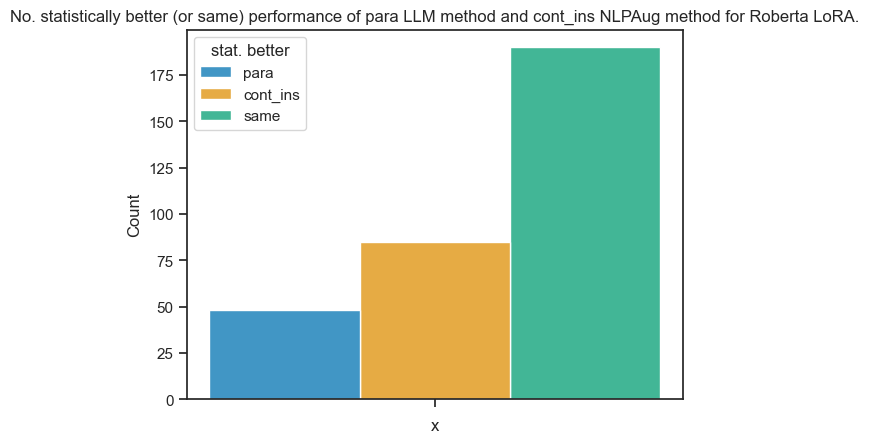 No. statistically better (or same) performance of para LLM method and cont_ins NLPAug method for Roberta LoRA.
stat. better
para
cont_ins
same
175
150
125
100
75
50
25
0
Count
x